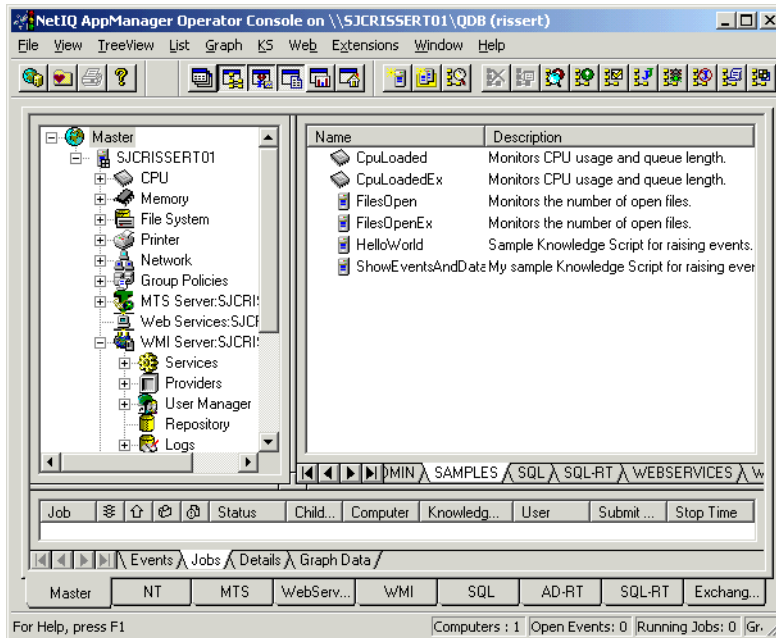 NetIQ AppManager Operator Console on \\SJCRISSERT01\QDB (rissert)
File View TreeView List Graph KS Web Extensions Window Help
Master
SJCRISSERT01
CPU
Memory
File System
Printer
Network
Group Policies
MTS Server:SJCRI
Web Services:SJC
WMI Server:SJCRI
Services
Providers
User Manager
Repository
Logs
Name Description
CpuLoaded Monitors CPU usage and queue length.
CpuLoadedEx Monitors CPU usage and queue length.
FilesOpen Monitors the number of open files.
FilesOpenEx Monitors the number of open files.
HelloWorld Sample Knowledge Script for raising events.
ShowEventsAndData My sample Knowledge Script for raising ever
DMIN SAMPLES SQL SQL-RT WEBSERVICES W
Job Status Child... Computer Knowledg... User Submit ... Stop Time
Events Jobs Details Graph Data
Master NT MTS WebServ... WMI SQL AD-RT SQL-RT Exchang...
For Help, press F1 Computers : 1 Open Events: 0 Running Jobs: 0 Gr.